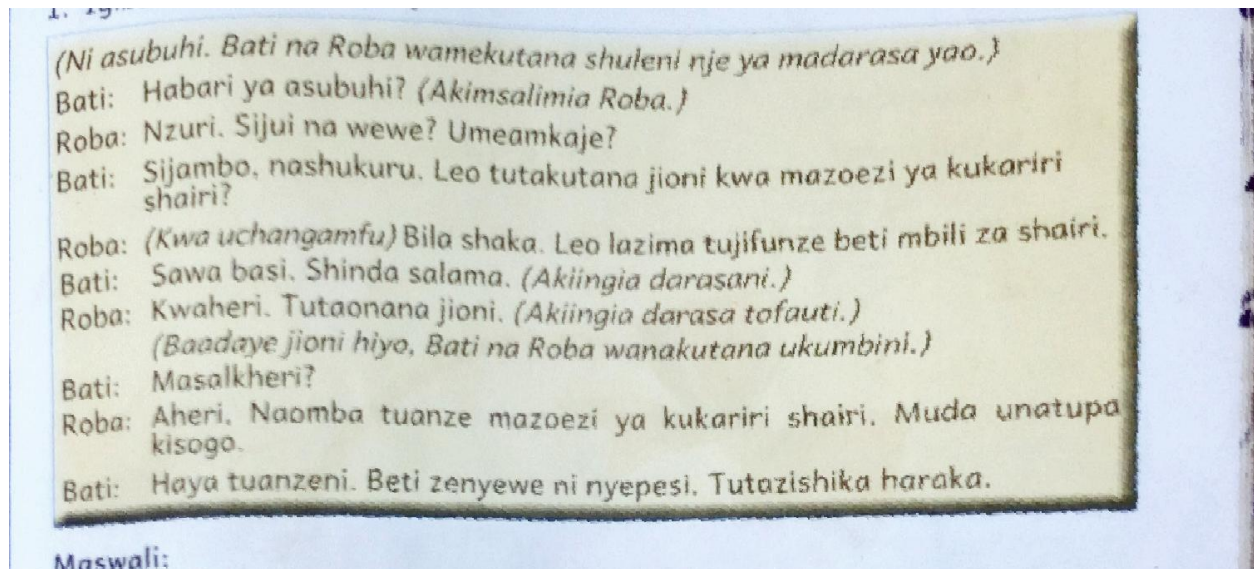 (Ni asubuhi. Bati na Roba wamekutana shuleni nje ya madarasa yao.)
Bati: Habari ya asubuhi? (Akimsalimia Roba.)
Roba: Nzuri. Sijui na wewe? Umeamkaje?
Bati: Sijambo, nashukuru. Leo tutakutana jioni kwa mazoezi ya kukariri
shairi?
Roba: (Kwa uchangamfu) Bila shaka. Leo lazima tujifunze beti mbili za shairi.
Bati: Sawa basi. Shinda salama. (Akiingia darasani.)
Roba: Kwaheri. Tutaonana jioni. (Akiingia darasa tofauti.)
(Baadaye jioni hiyo, Bati na Roba wanakutana ukumbini.)
Bati: Masalkheri?
Roba: Aheri. Naomba tuanze mazoezi ya kukariri shairi. Muda unatupa
kisogo.
Bati: Haya tuanzeni. Beti zenyewe ni nyepesi. Tutazishika haraka.
Maswali: